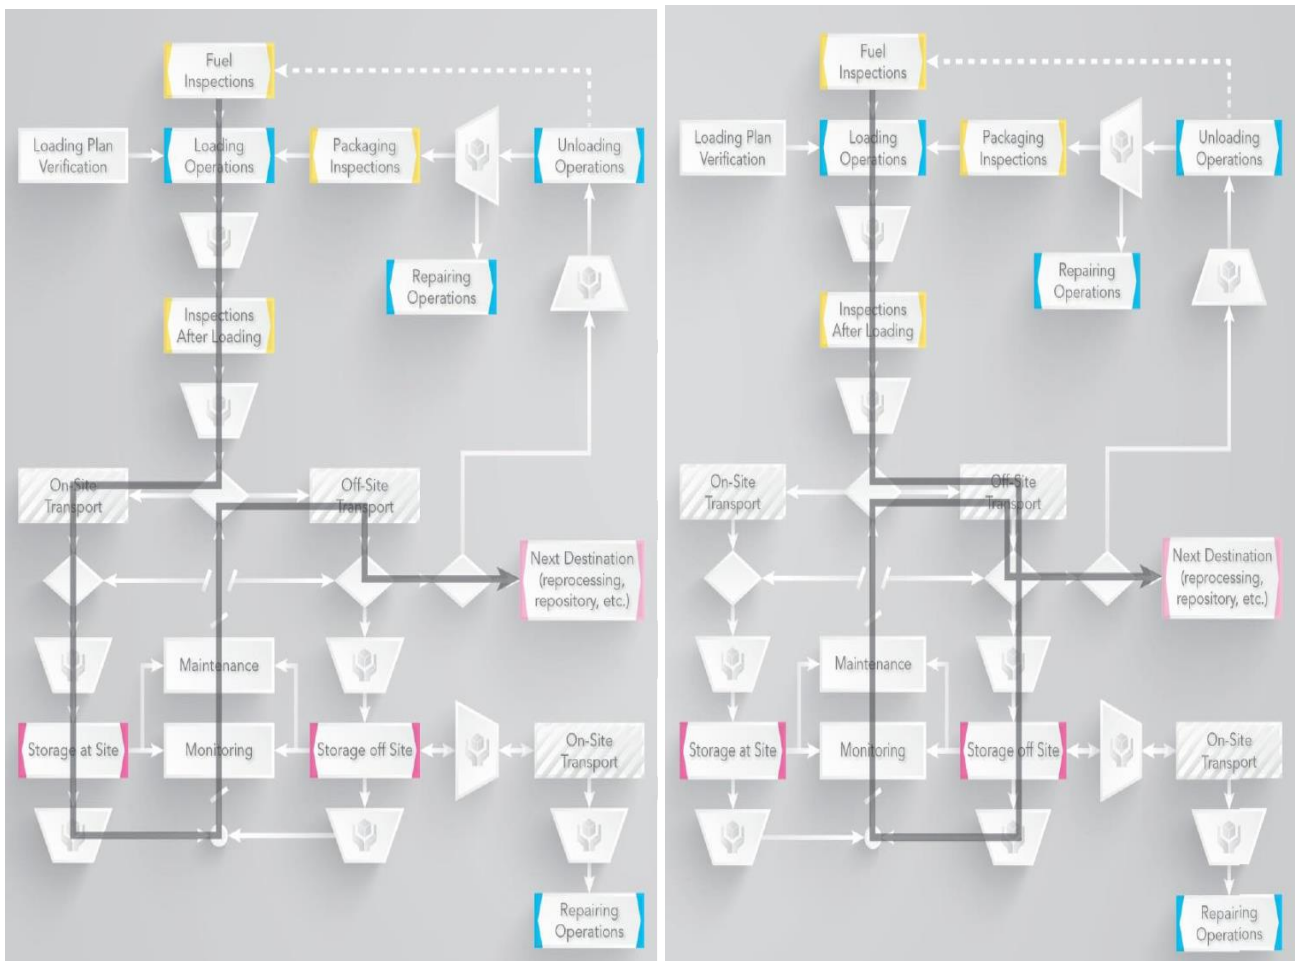 Fuel
Inspections
Loading Plan
Verification
Loading
Operations
Packaging
Inspections
Unloading
Operations
Repairing
Operations
Inspections
After Loading
On-Site
Transport
Off-Site
Transport
Next Destination
(reprocessing,
repository, etc.)
Maintenance
Storage at Site
Monitoring
Storage off Site
On-Site
Transport
Repairing
Operations
Fuel
Inspections
Loading Plan
Verification
Loading
Operations
Packaging
Inspections
Unloading
Operations
Repairing
Operations
Inspections
After Loading
On-Site
Transport
Off-Site
Transport
Next Destination
(reprocessing,
repository, etc.)
Maintenance
Storage at Site
Monitoring
Storage off Site
On-Site
Transport
Repairing
Operations